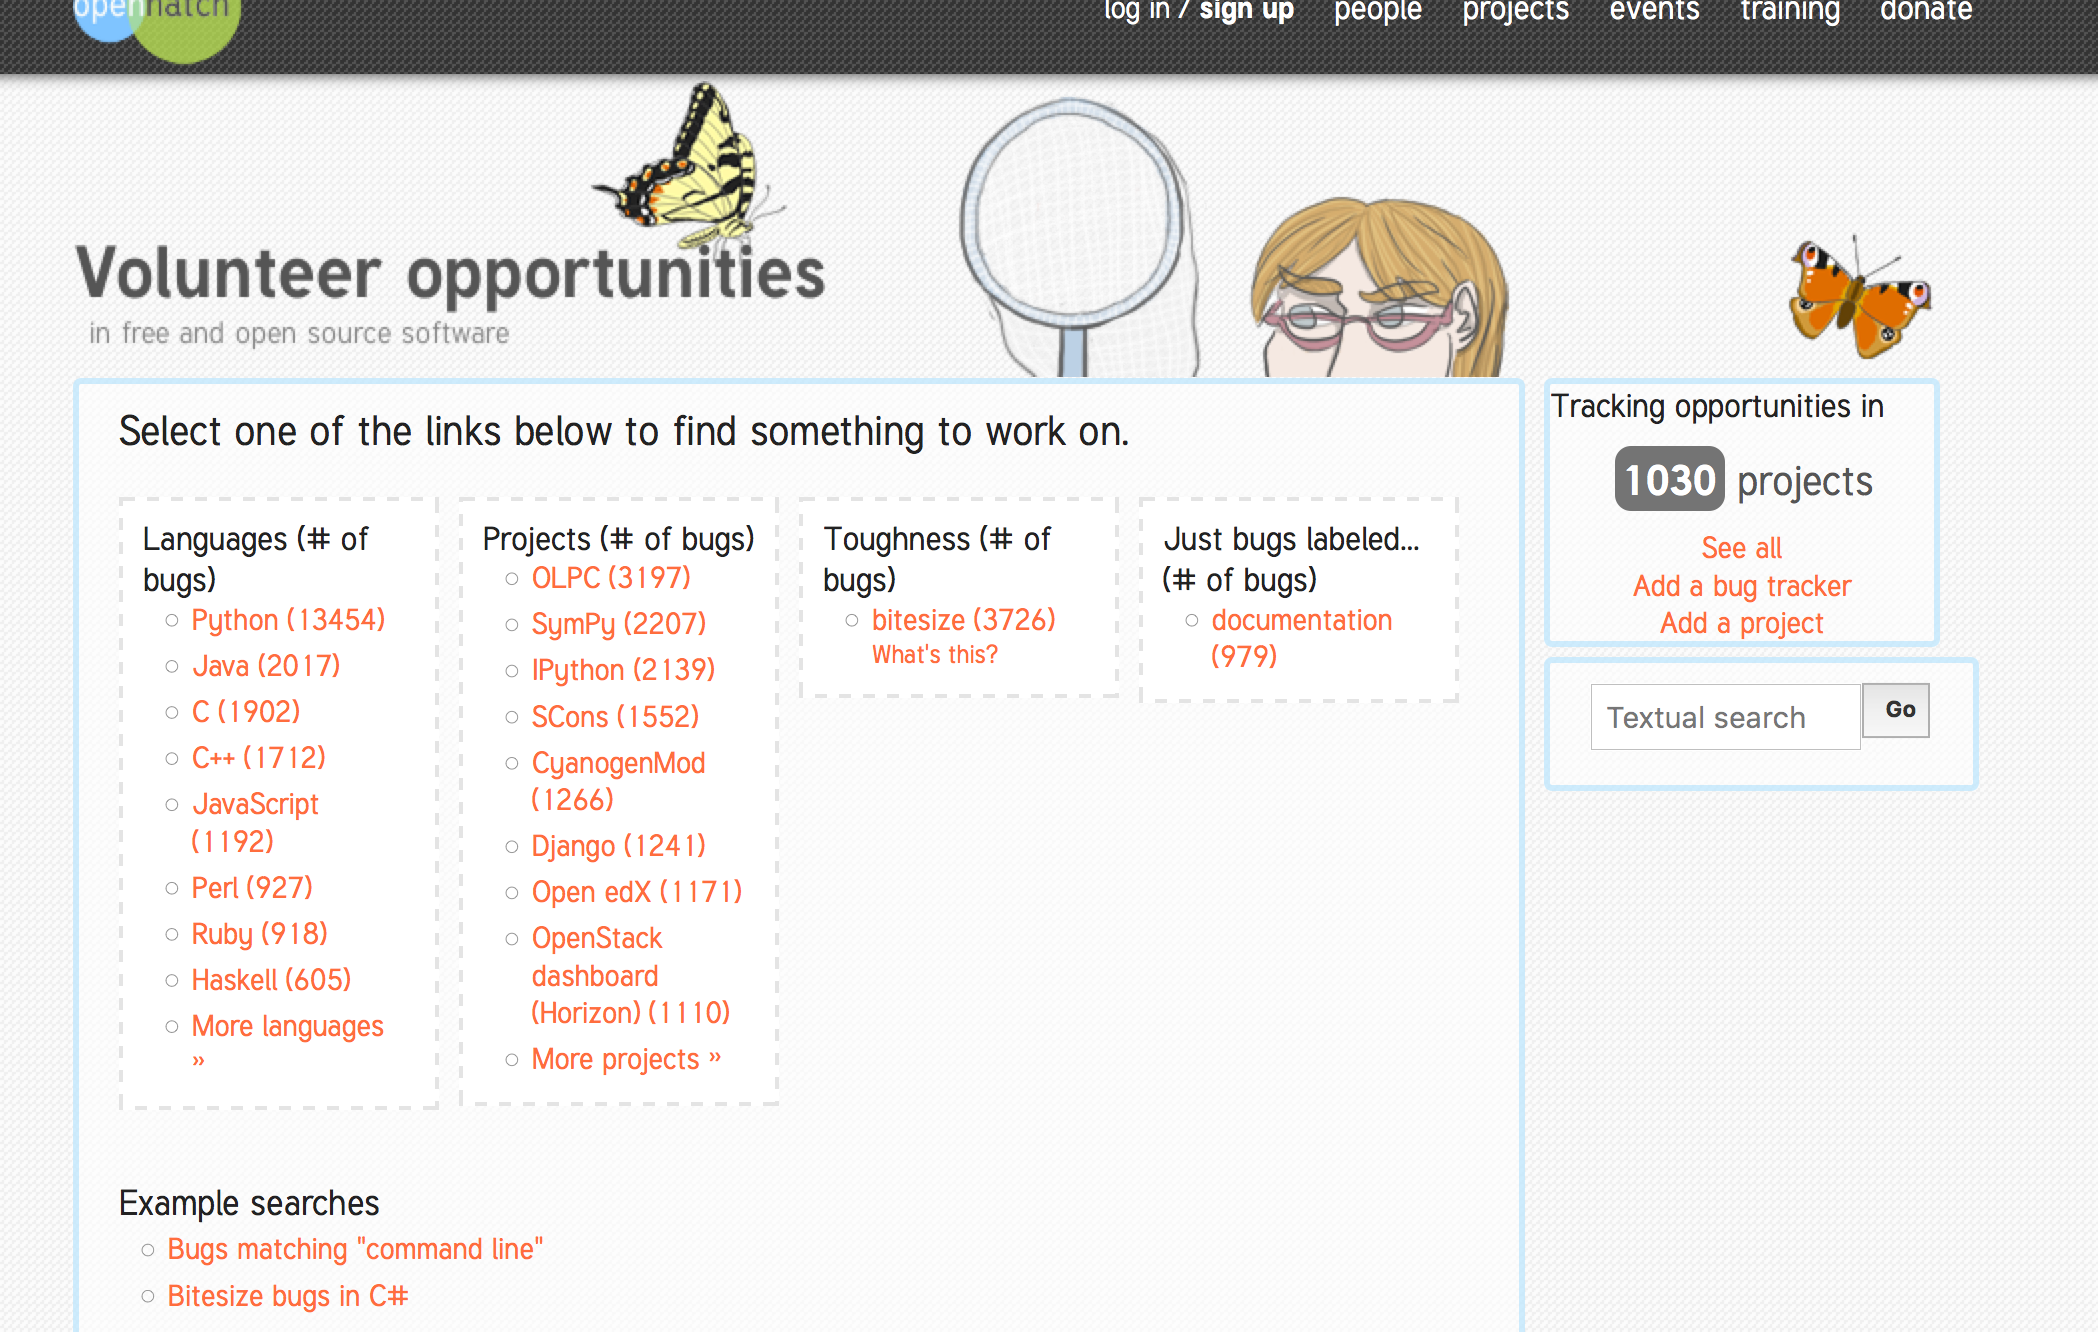 openhatch
log in / sign up people projects events training donate
Volunteer opportunities
in free and open source software
Select one of the links below to find something to work on.
Languages (# of
bugs)
Python (13454)
Java (2017)
C (1902)
C++ (1712)
JavaScript
(1192)
Perl (927)
Ruby (918)
Haskell (605)
More languages
»
Projects (# of bugs)
OLPC (3197)
SymPy (2207)
IPython (2139)
SCons (1552)
CyanogenMod
(1266)
Django (1241)
Open edX (1171)
OpenStack
dashboard
(Horizon) (1110)
More projects »
Toughness (# of
bugs)
bitesize (3726)
What's this?
Just bugs labeled...
(# of bugs)
documentation
(979)
Tracking opportunities in
1030 projects
See all
Add a bug tracker
Add a project
Textual search Go
Example searches
Bugs matching "command line"
Bitesize bugs in C#